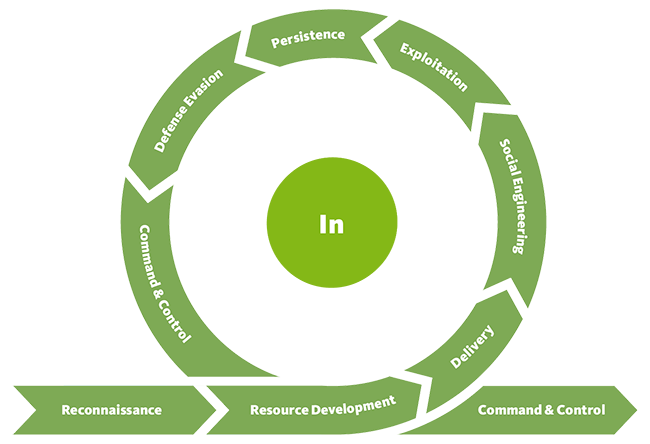 Reconnaissance
Resource Development
Delivery
Social Engineering
Exploitation
Persistence
Defense Evasion
Command & Control
Command & Control
In